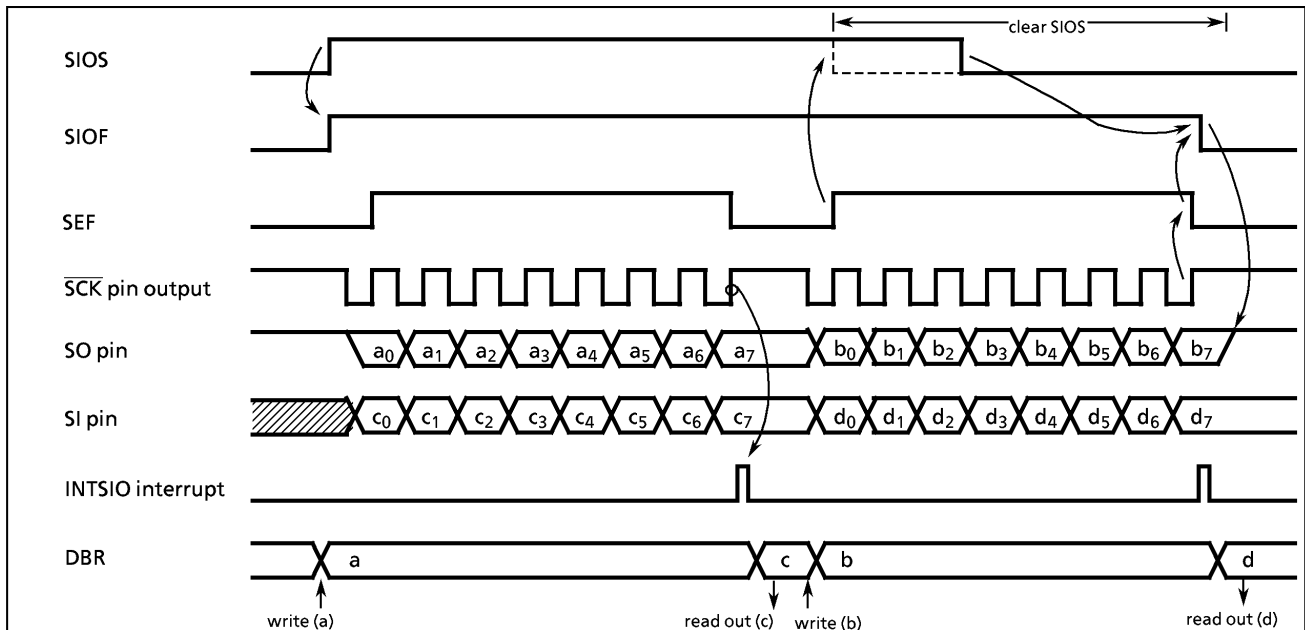 clear SIOS
SIOS
SIOF
SEF
SCK pin output
SO pin a0 a1 a2 a3 a4 a5 a6 a7 b0 b1 b2 b3 b4 b5 b6 b7
SI pin c0 c1 c2 c3 c4 c5 c6 c7 d0 d1 d2 d3 d4 d5 d6 d7
INTSIO interrupt
DBR a c b d
write (a) read out (c) write (b) read out (d)